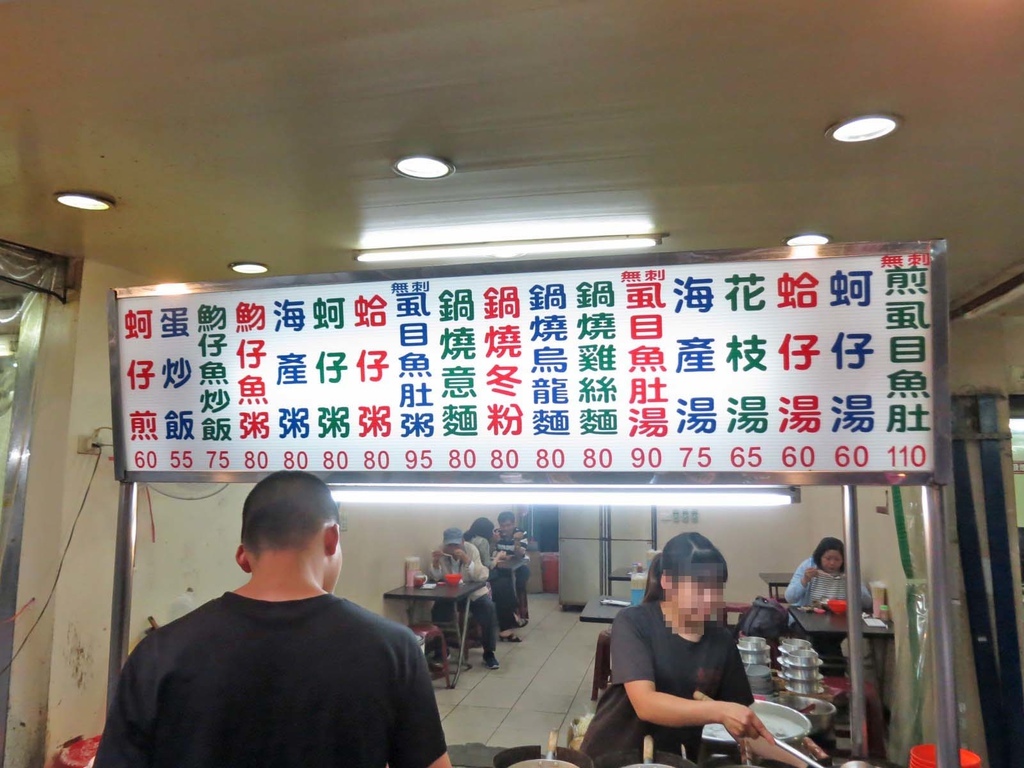 蚵仔煎 60
蛋炒飯 55
魩仔魚炒飯 75
魩仔魚粥 80
海產粥 80
蚵仔粥 80
蛤仔粥 80
無刺虱目魚肚粥 95
鍋燒意麵 80
鍋燒冬粉 80
鍋燒烏龍麵 80
鍋燒雞絲麵 80
無刺虱目魚肚湯 90
海產湯 75
花枝湯 65
蛤仔湯 60
蚵仔湯 60
無刺煎虱目魚肚 110